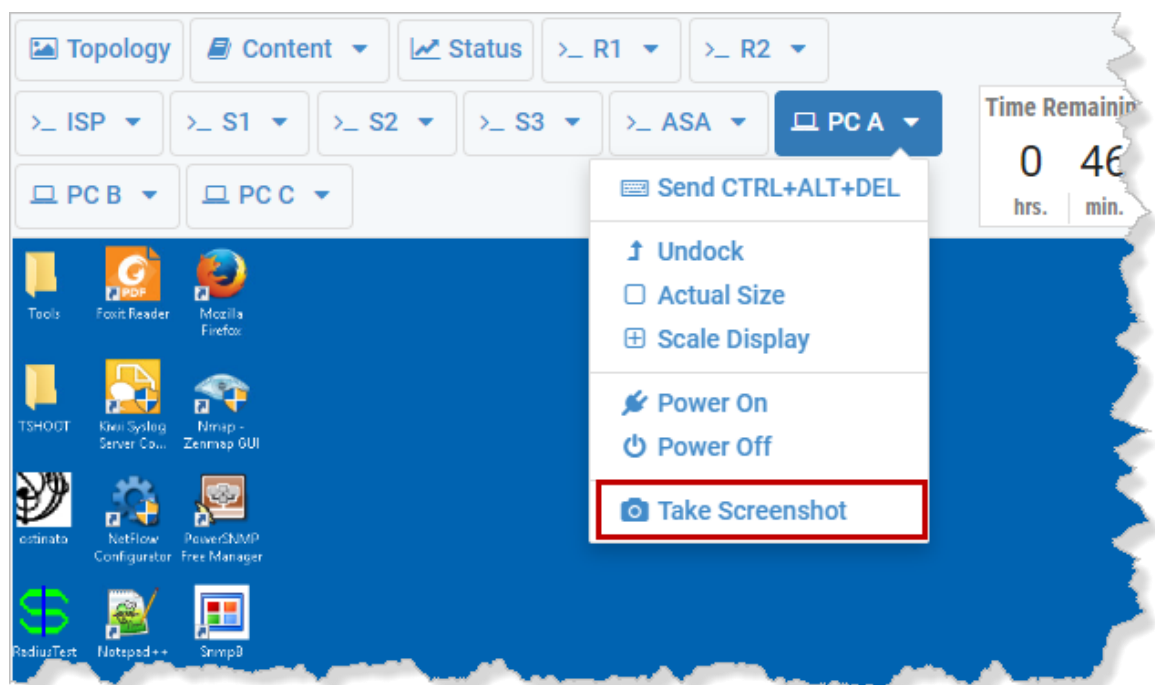 Topology Content Status >_ R1 >_ R2
>_ ISP >_ S1 >_ S2 >_ S3 >_ ASA PC A
Time
0 46
hrs. min.
PC B PC C
Send CTRL+ALT+DEL
Undock
Actual Size
Scale Display
Power On
Power Off
Take Screenshot
Tools Foxit Reader Mozilla
Firefox
TSHOOT Kiwi Syslog Nmap -
Server Co... Zenmap GUI
ostinato NetFlow PowerSNMP
Configurator Free Manager
RadiusTest Notepad++ SnmpB